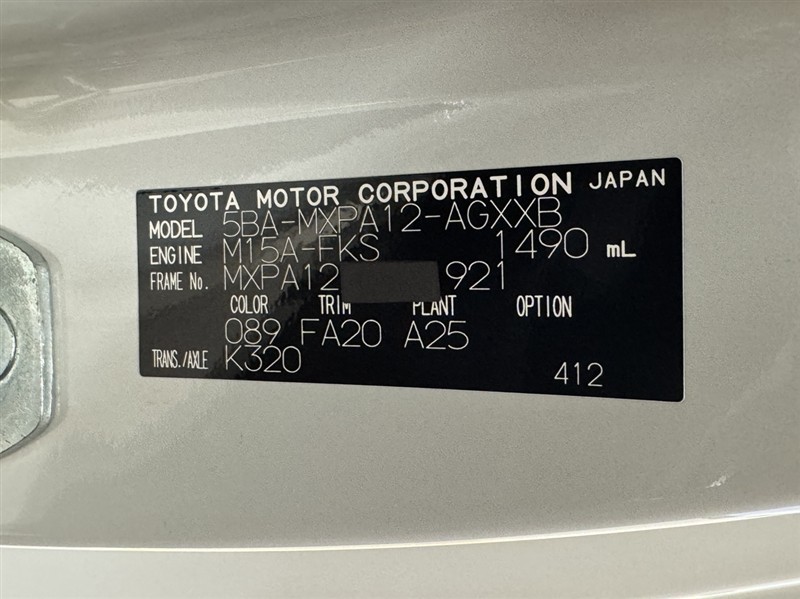 TOYOTA MOTOR CORPORATION JAPAN
MODEL 5BA-MXPA12-AGXXB
ENGINE M15A-FKS 1490 mL
FRAME No. MXPA12 921
COLOR TRIM PLANT OPTION
089 FA20 A25
TRANS./AXLE K320
412